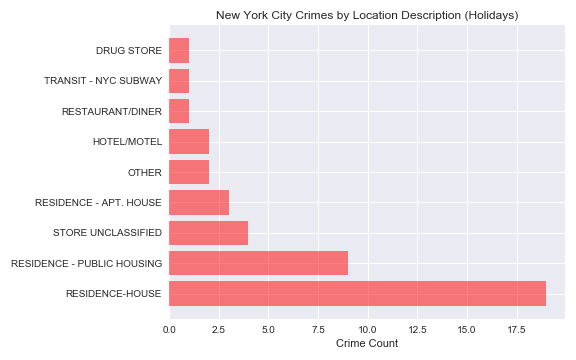 New York City Crimes by Location Description (Holidays)
DRUG STORE
TRANSIT - NYC SUBWAY
RESTAURANT/DINER
HOTEL/MOTEL
OTHER
RESIDENCE - APT. HOUSE
STORE UNCLASSIFIED
RESIDENCE - PUBLIC HOUSING
RESIDENCE-HOUSE
0.0 2.5 5.0 7.5 10.0 12.5 15.0 17.5
Crime Count